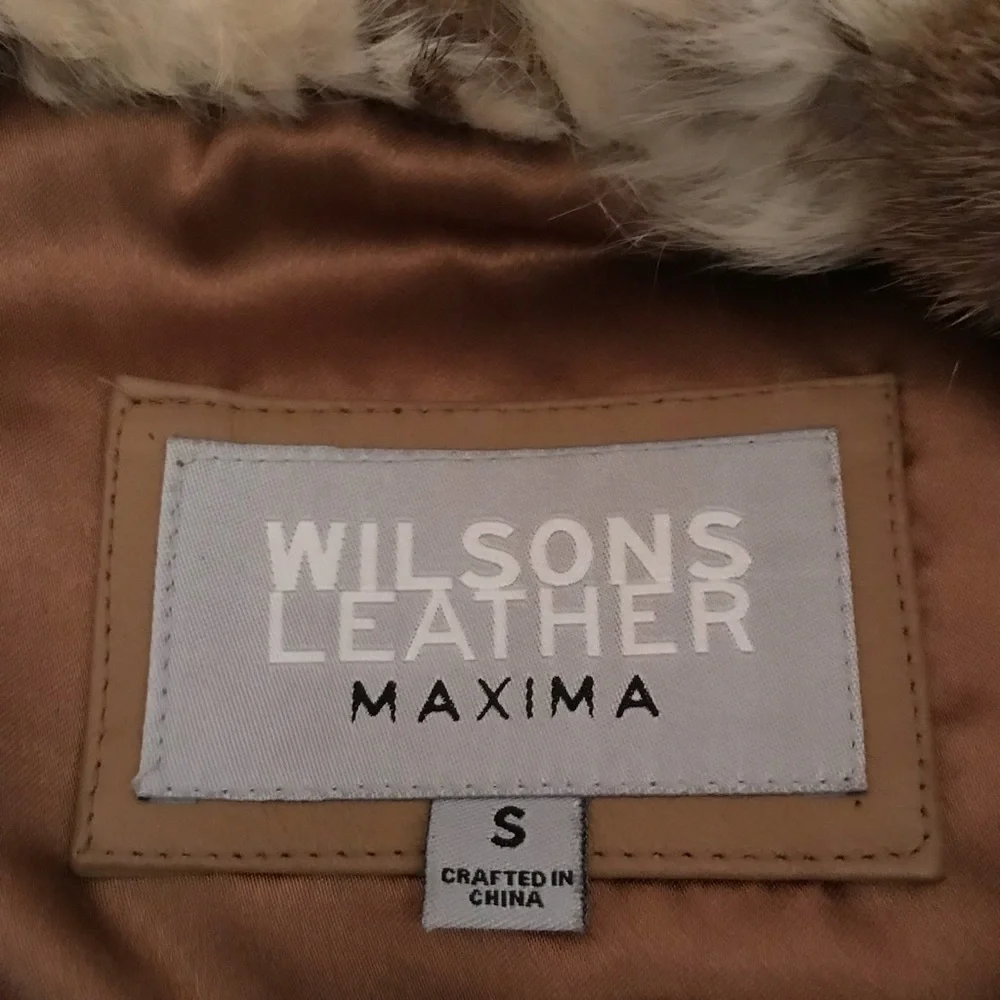 WILSONS
LEATHER
MAXIMA
S
CRAFTED IN
CHINA